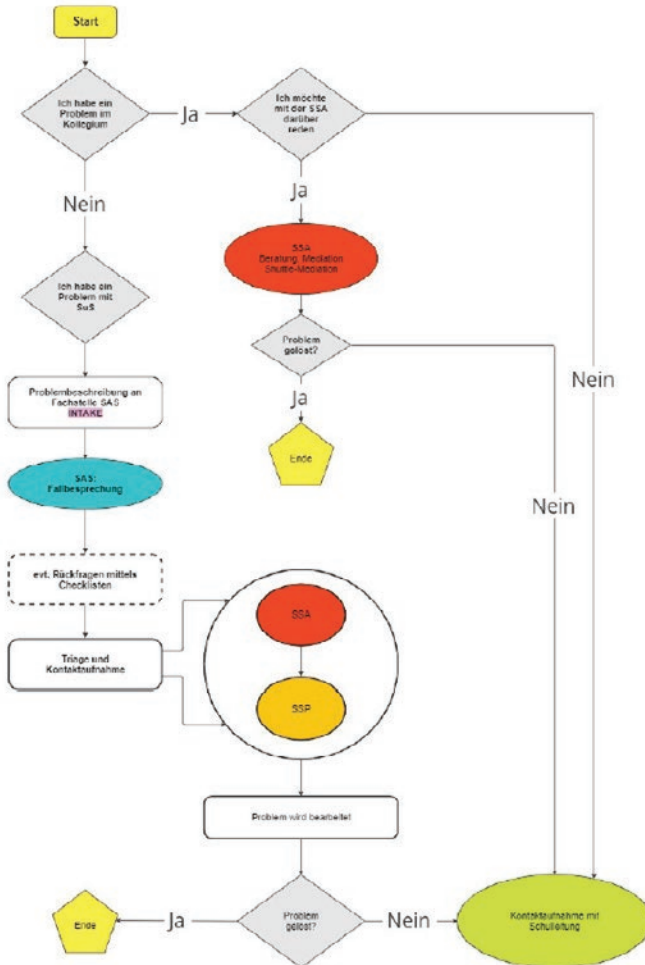 Start
Ich habe ein
Problem im
Kollegium
Ja
Ich möchte
mit der SSA
darüber
reden
Nein
Ja
SSA
Beratung, Mediation
Shuttle-Mediation
Ich habe ein
Problem mit
SuS
Problem
gelöst?
Nein
Problembeschreibung an
Fachstelle SAS
INTAKE
Ja
Ende
SAS:
Fallbesprechung
Nein
evt. Rückfragen mittels
Checklisten
SSA
Triage und
Kontaktaufnahme
SSP
Problem wird bearbeitet
Ende
Ja
Problem
gelöst?
Nein
Kontaktaufnahme mit
Schulleitung